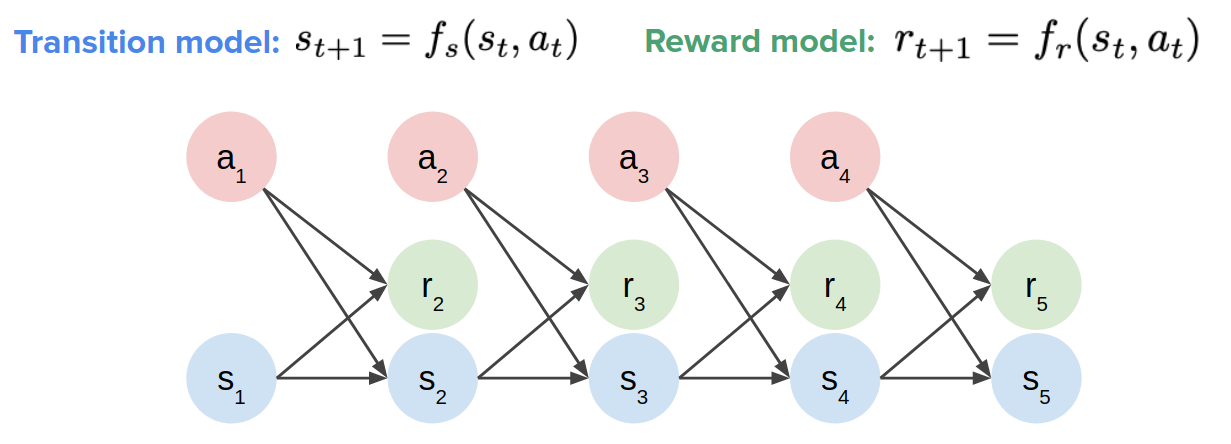 Transition model: s_{t+1} = f_s(s_t, a_t) Reward model: r_{t+1} = f_r(s_t, a_t)
a_1 a_2 a_3 a_4
r_2 r_3 r_4 r_5
s_1 s_2 s_3 s_4 s_5